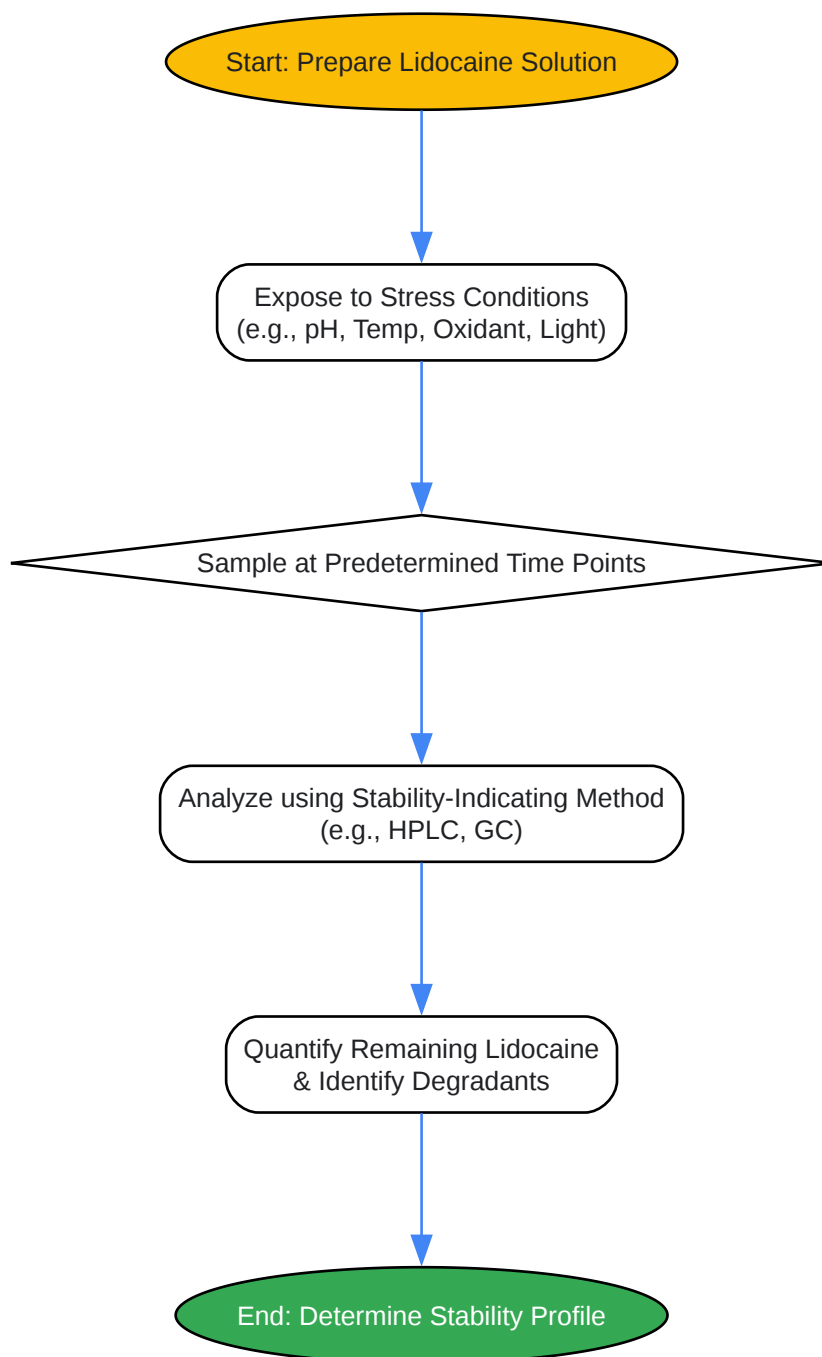 Start: Prepare Lidocaine Solution
Expose to Stress Conditions
(e.g., pH, Temp, Oxidant, Light)
Sample at Predetermined Time Points
Analyze using Stability-Indicating Method
(e.g., HPLC, GC)
Quantify Remaining Lidocaine
& Identify Degradants
End: Determine Stability Profile